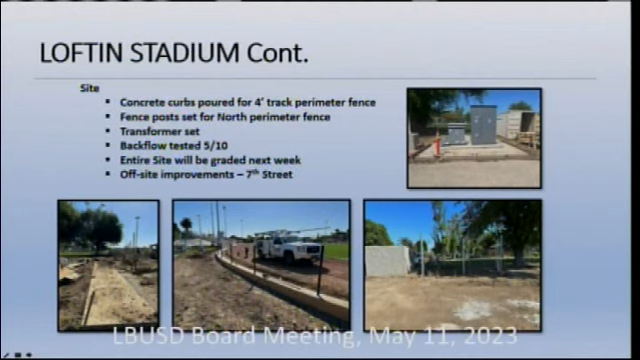 LOFTIN STADIUM Cont.
Site
▪ Concrete curbs poured for 4' track perimeter fence
▪ Fence posts set for North perimeter fence
▪ Transformer set
▪ Backflow tested 5/10
▪ Entire Site will be graded next week
▪ Off-site improvements – 7th Street
LBUSD Board Meeting, May 11, 2023